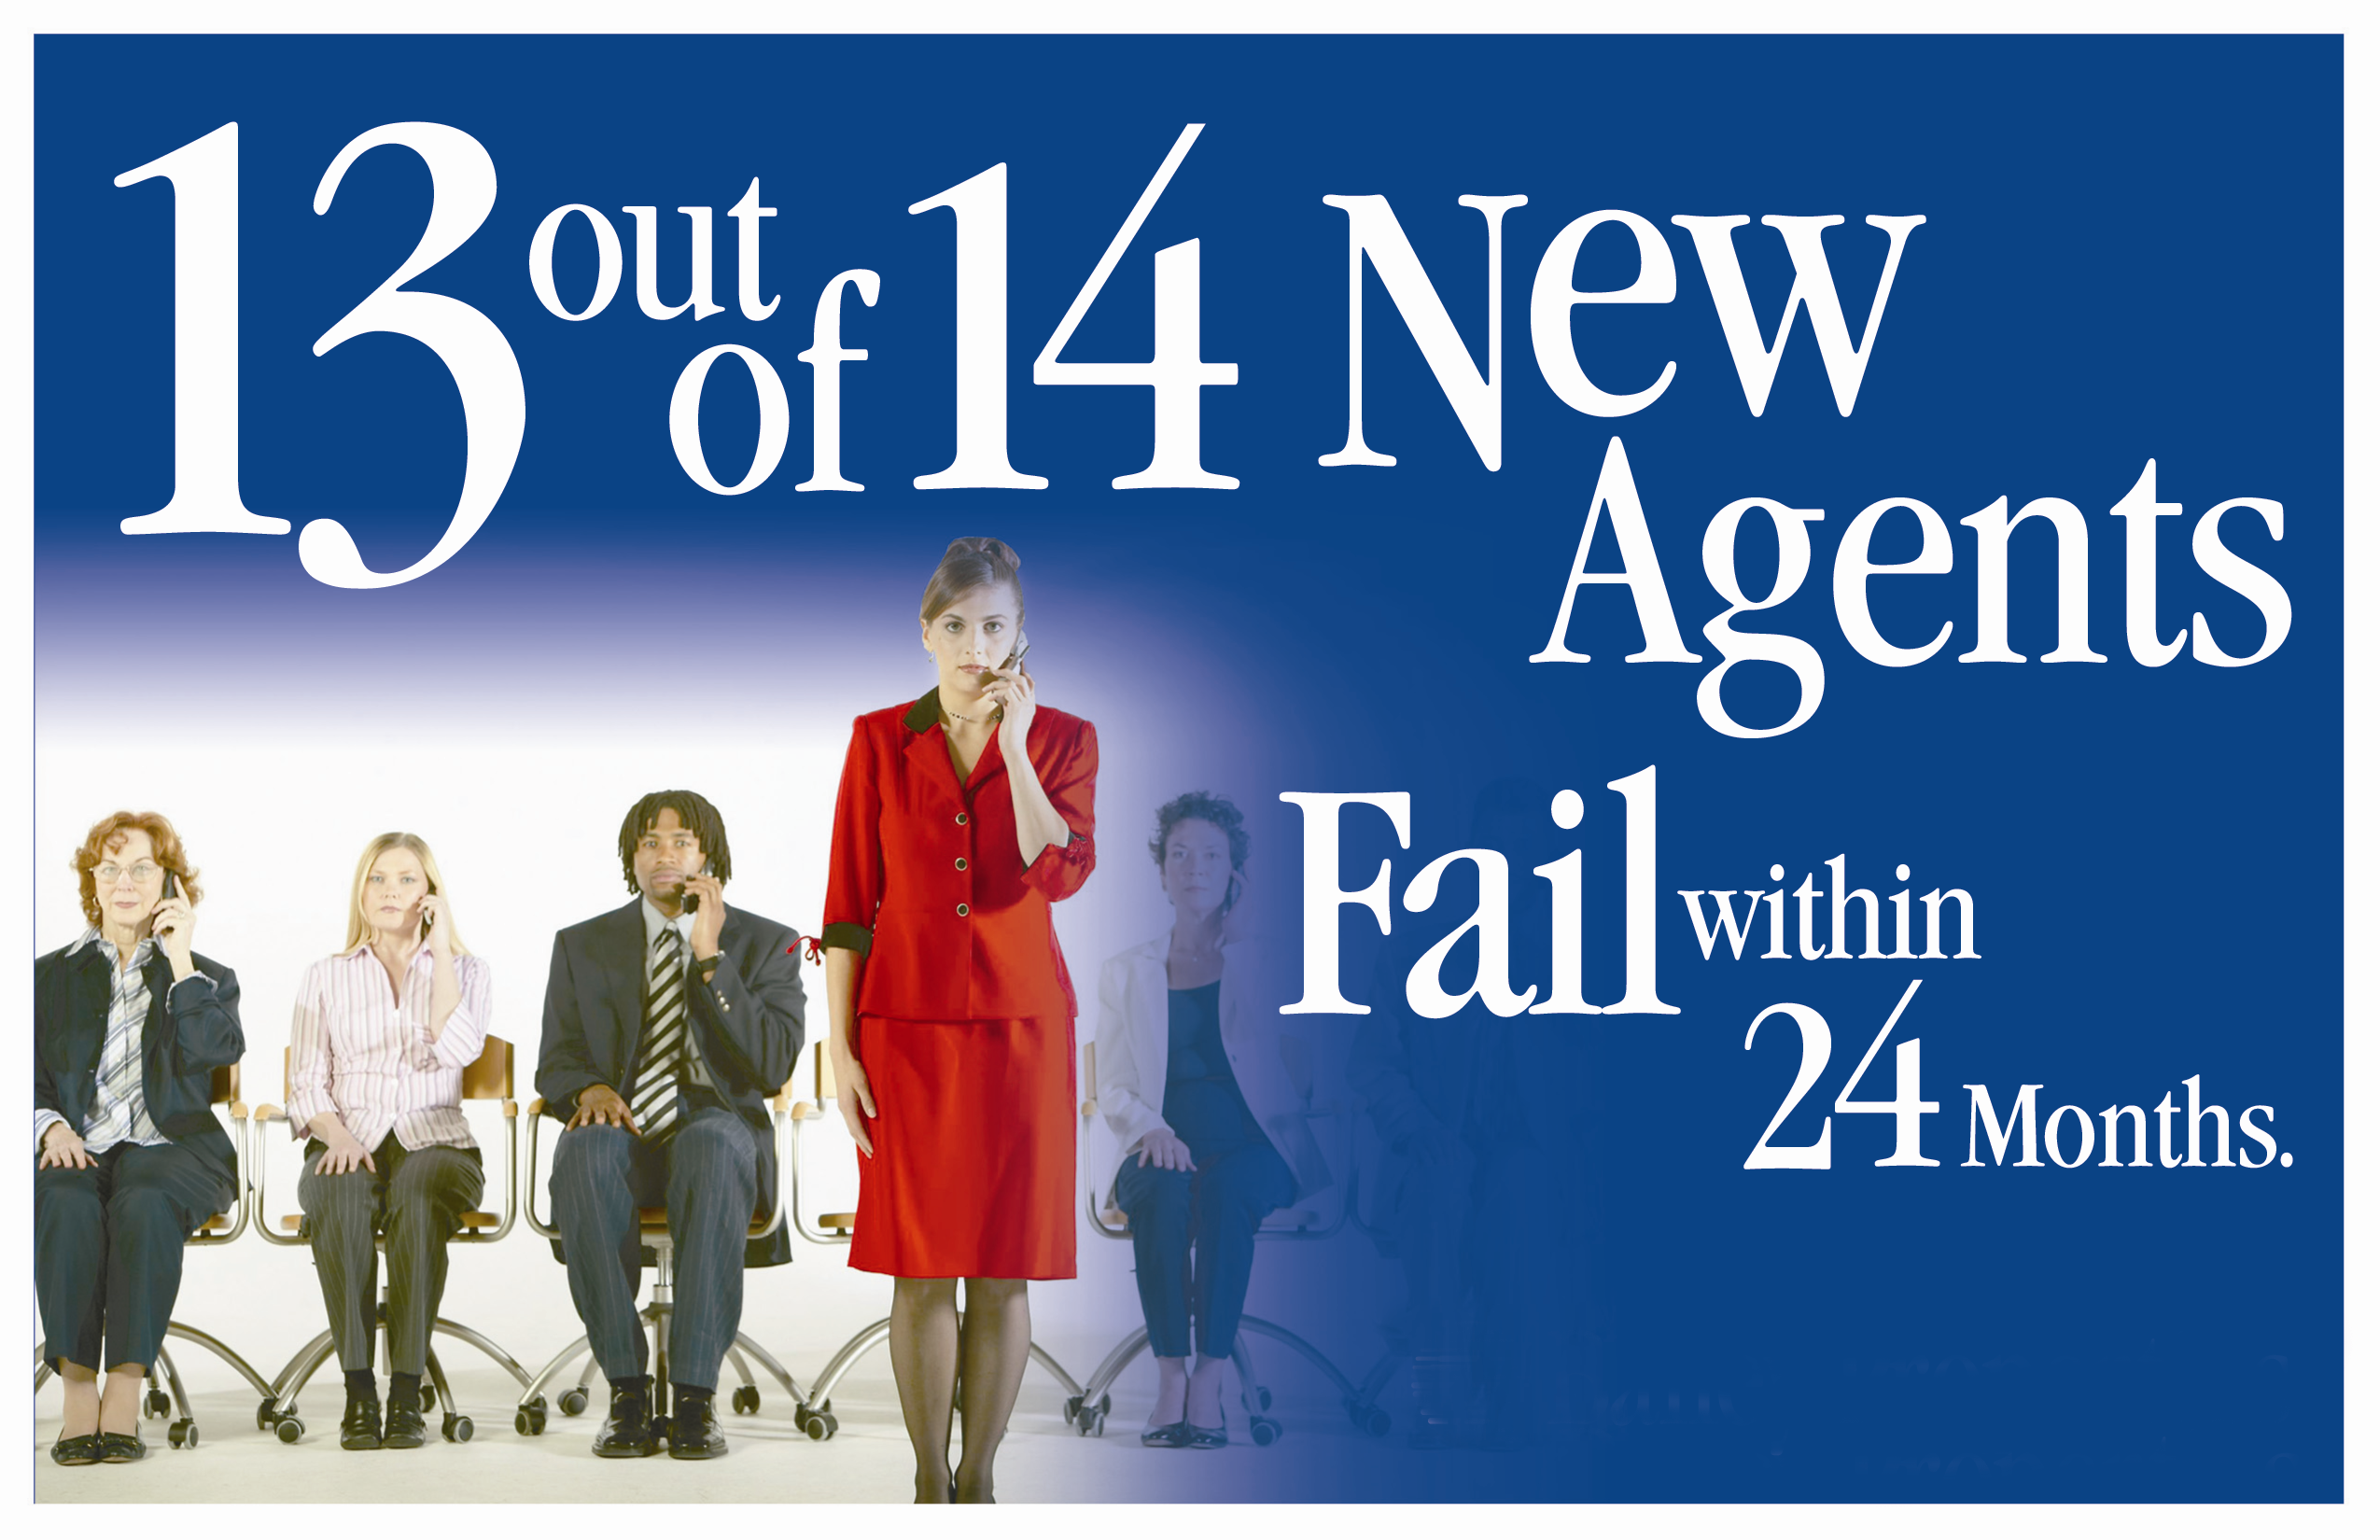 13 out of 14 New
Agents
Fail within
24 Months.